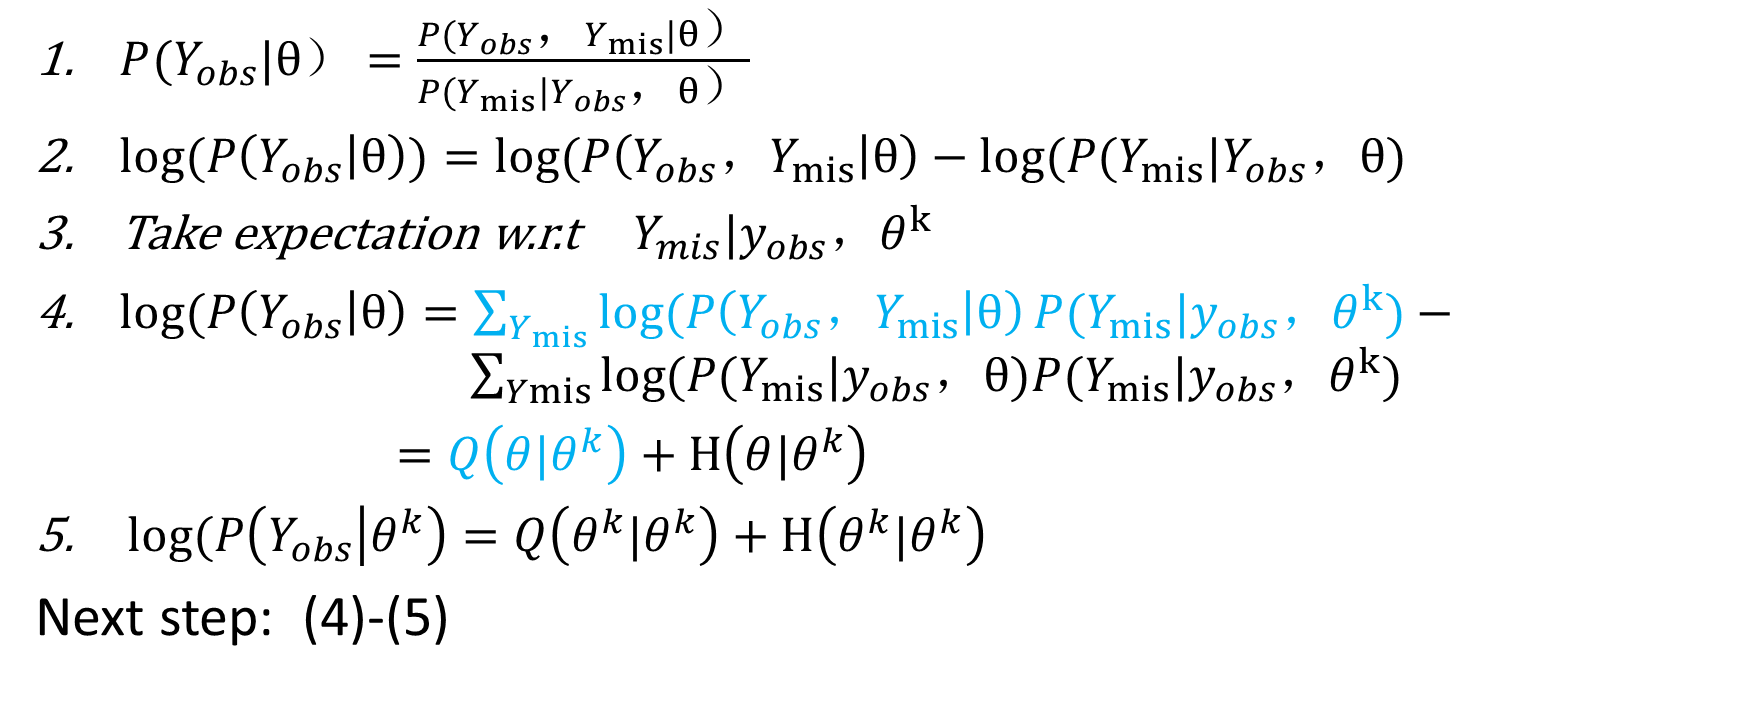 1. P(Y_obs|θ） = P(Y_obs， Y_mis|θ） / P(Y_mis|Y_obs， θ）
2. log(P(Y_obs|θ)) = log(P(Y_obs， Y_mis|θ) − log(P(Y_mis|Y_obs， θ)
3. Take expectation w.r.t Y_mis|y_obs， θ^k
4. log(P(Y_obs|θ) = ∑_Y_mis log(P(Y_obs， Y_mis|θ) P(Y_mis|y_obs， θ^k) −
∑_Ymis log(P(Y_mis|y_obs， θ)P(Y_mis|y_obs， θ^k)
= Q(θ|θ^k) + H(θ|θ^k)
5. log(P(Y_obs|θ^k) = Q(θ^k|θ^k) + H(θ^k|θ^k)
Next step: (4)-(5)